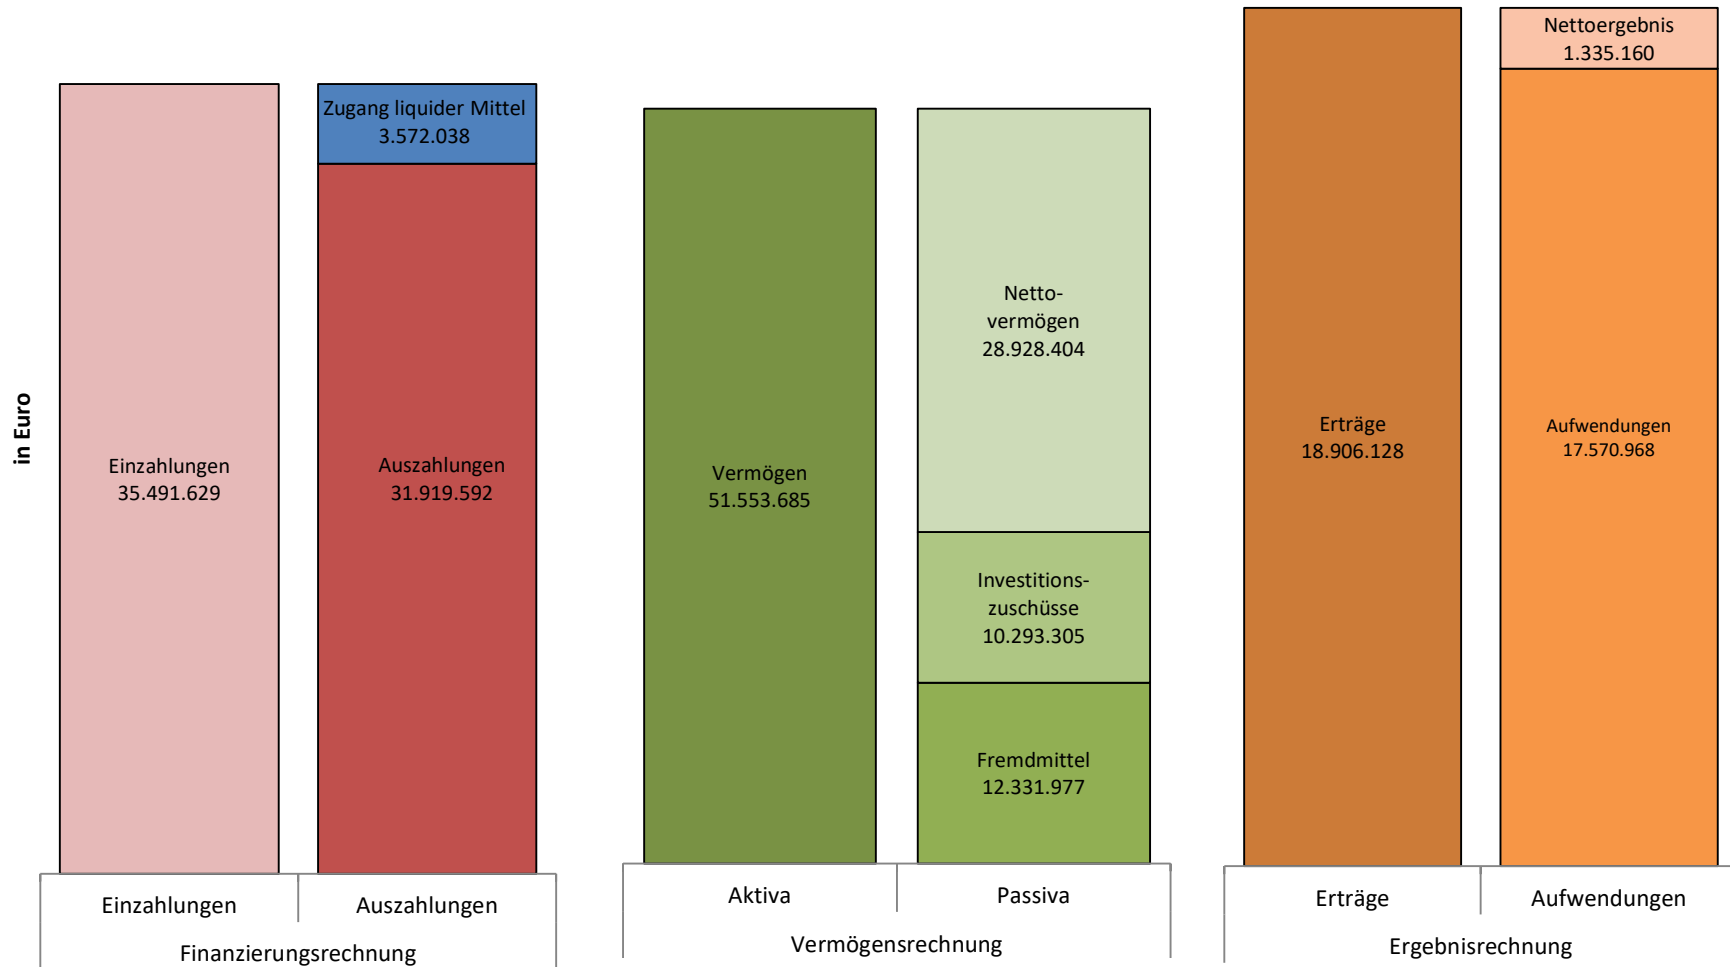 in Euro
Einzahlungen
35.491.629
Zugang liquider Mittel
3.572.038
Auszahlungen
31.919.592
Einzahlungen
Auszahlungen
Finanzierungsrechnung
Vermögen
51.553.685
Netto-
vermögen
28.928.404
Investitions-
zuschüsse
10.293.305
Fremdmittel
12.331.977
Aktiva
Passiva
Vermögensrechnung
Erträge
18.906.128
Nettoergebnis
1.335.160
Aufwendungen
17.570.968
Erträge
Aufwendungen
Ergebnisrechnung